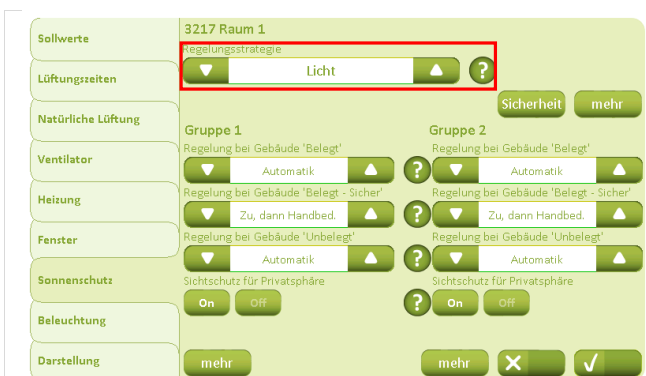 Sollwerte
Lüftungszeiten
Natürliche Lüftung
Ventilator
Heizung
Fenster
Sonnenschutz
Beleuchtung
Darstellung
3217 Raum 1
Regelungsstrategie
Licht
?
Sicherheit mehr
Gruppe 1
Regelung bei Gebäude 'Belegt'
Automatik
?
Regelung bei Gebäude 'Belegt - Sicher'
Zu, dann Handbed.
?
Regelung bei Gebäude 'Unbelegt'
Automatik
?
Sichtschutz für Privatsphäre
On Off
?
mehr
Gruppe 2
Regelung bei Gebäude 'Belegt'
Automatik
Regelung bei Gebäude 'Belegt - Sicher'
Zu, dann Handbed.
Regelung bei Gebäude 'Unbelegt'
Automatik
Sichtschutz für Privatsphäre
On Off
mehr